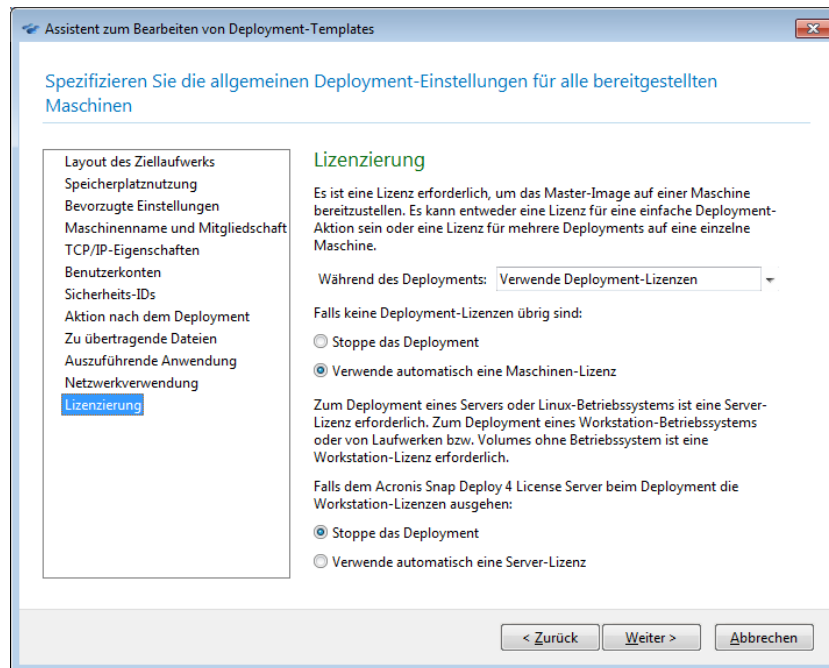 Assistent zum Bearbeiten von Deployment-Templates
Spezifizieren Sie die allgemeinen Deployment-Einstellungen für alle bereitgestellten
Maschinen
Layout des Ziellaufwerks
Speicherplatznutzung
Bevorzugte Einstellungen
Maschinenname und Mitgliedschaft
TCP/IP-Eigenschaften
Benutzerkonten
Sicherheits-IDs
Aktion nach dem Deployment
Zu übertragende Dateien
Auszuführende Anwendung
Netzwerkverwendung
Lizenzierung
Lizenzierung
Es ist eine Lizenz erforderlich, um das Master-Image auf einer Maschine
bereitzustellen. Es kann entweder eine Lizenz für eine einfache Deployment-
Aktion sein oder eine Lizenz für mehrere Deployments auf eine einzelne
Maschine.
Während des Deployments: Verwende Deployment-Lizenzen
Falls keine Deployment-Lizenzen übrig sind:
Stoppe das Deployment
Verwende automatisch eine Maschinen-Lizenz
Zum Deployment eines Servers oder Linux-Betriebssystems ist eine Server-
Lizenz erforderlich. Zum Deployment eines Workstation-Betriebssystems
oder von Laufwerken bzw. Volumes ohne Betriebssystem ist eine
Workstation-Lizenz erforderlich.
Falls dem Acronis Snap Deploy 4 License Server beim Deployment die
Workstation-Lizenzen ausgehen:
Stoppe das Deployment
Verwende automatisch eine Server-Lizenz
< Zurück Weiter > Abbrechen